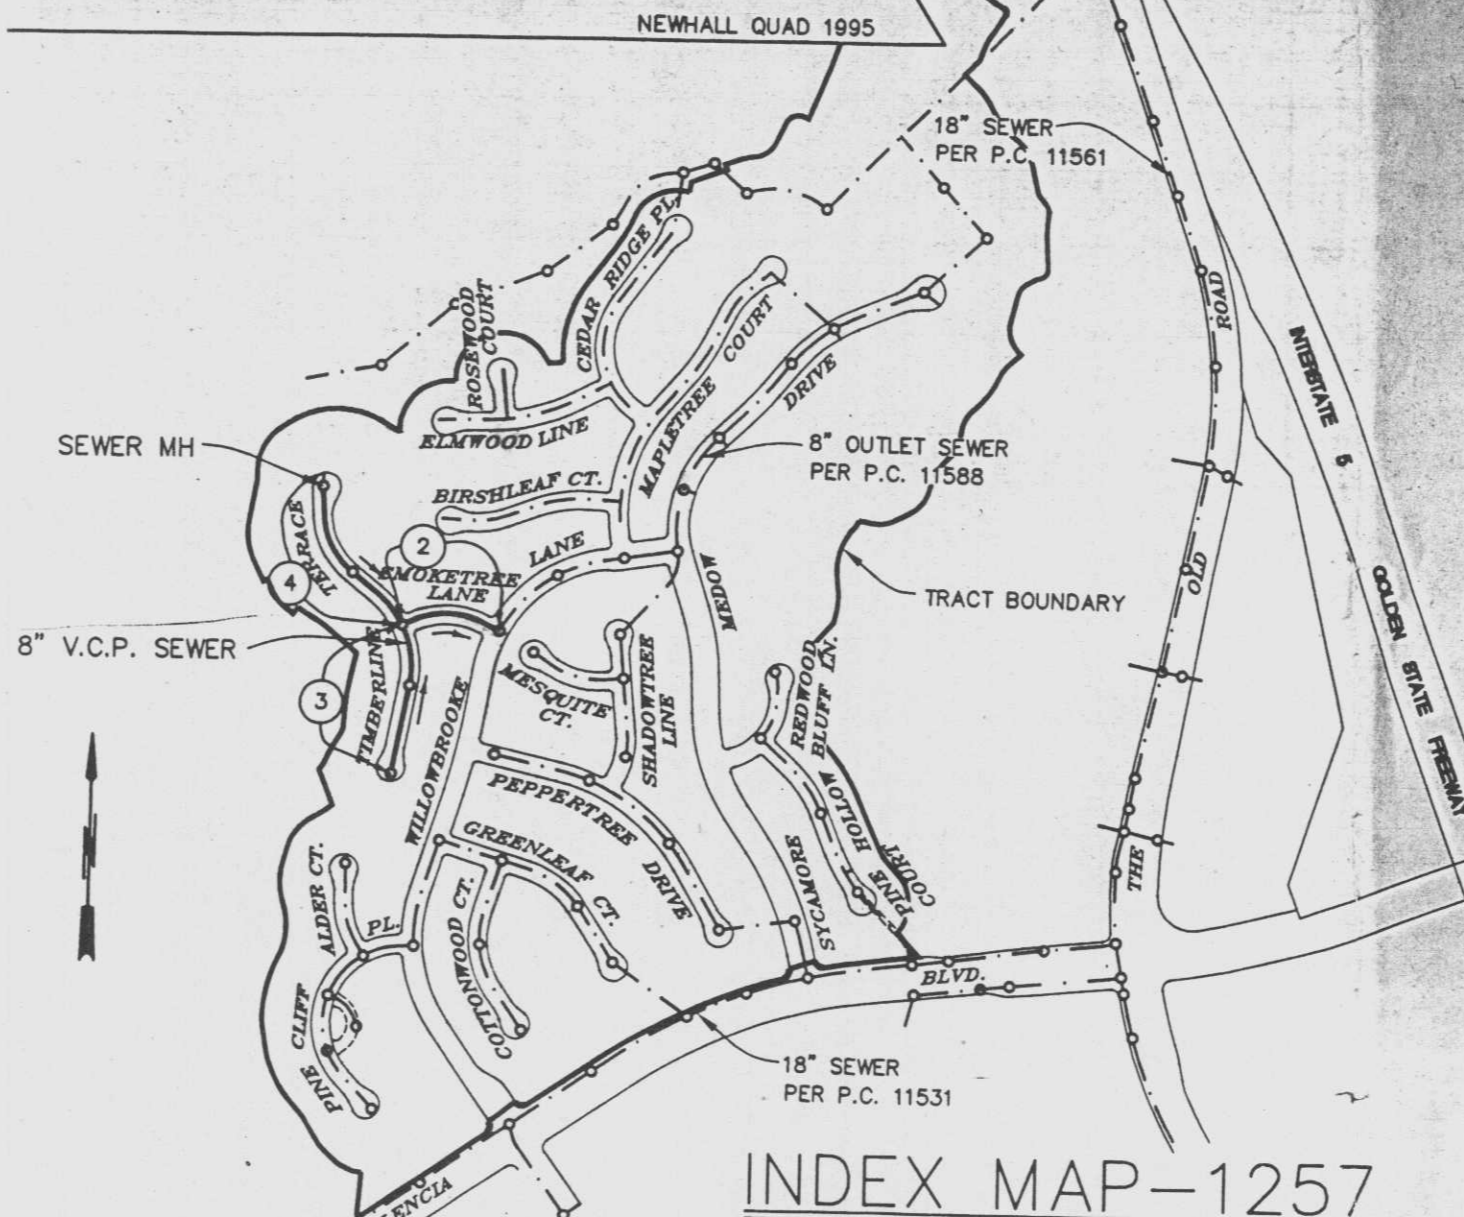 NEWHALL QUAD 1995
18" SEWER
PER P.C. 11561
ROAD
INTERSTATE 5
GOLDEN STATE FREEWAY
CEDAR RIDGE PL.
ROSEWOOD
COURT
COURT
MAPLETREE
DRIVE
ELMWOOD LINE
SEWER MH
8" OUTLET SEWER
PER P.C. 11588
BIRSHLEAF CT.
TERRACE
2
LANE
EMOKETREE
LANE
4
MEDOW
OLD
TRACT BOUNDARY
8" V.C.P. SEWER
TIMBERLINE
3
MESQUITE
CT.
SHADOWTREE
LINE
REDWOOD
BLUFF LN.
WILLOWBROOKE
PEPPERTREE DRIVE
GREENLEAF CT.
HOLLOW
PINE
COURT
SYCAMORE
THE
ALDER CT.
PL.
COTTONWOOD CT.
PINE CLIFF
BLVD.
18" SEWER
PER P.C. 11531
LENCIA
INDEX MAP-1257